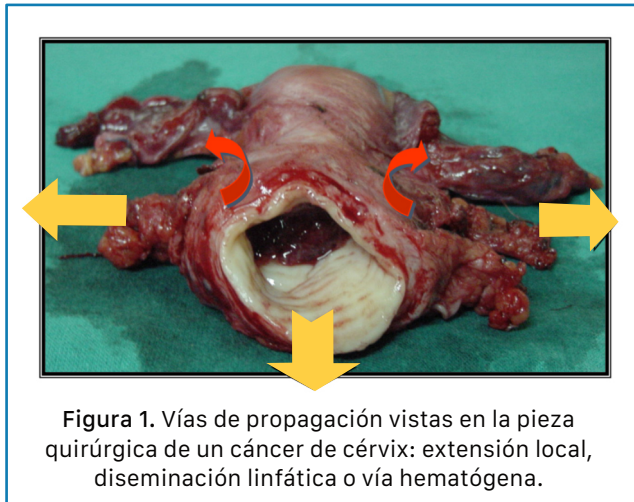 Figura 1. Vías de propagación vistas en la pieza
quirúrgica de un cáncer de cérvix: extensión local,
diseminación linfática o vía hematógena.